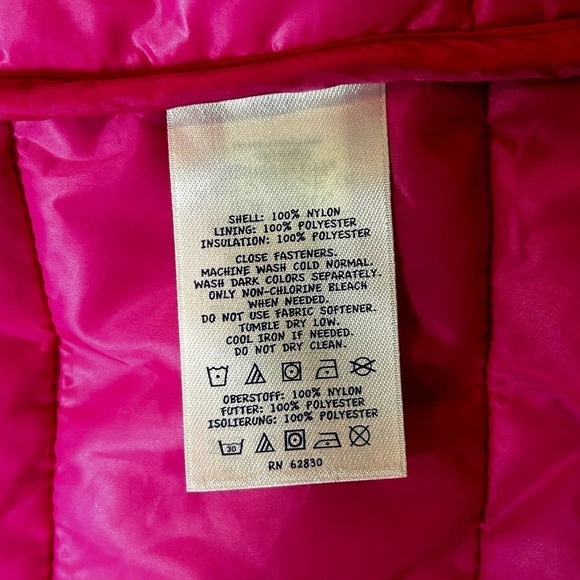 SHELL: 100% NYLON
LINING: 100% POLYESTER
INSULATION: 100% POLYESTER
CLOSE FASTENERS.
MACHINE WASH COLD NORMAL.
WASH DARK COLORS SEPARATELY.
ONLY NON-CHLORINE BLEACH
WHEN NEEDED.
DO NOT USE FABRIC SOFTENER.
TUMBLE DRY LOW.
COOL IRON IF NEEDED.
DO NOT DRY CLEAN.
OBERSTOFF: 100% NYLON
FUTTER: 100% POLYESTER
ISOLIERUNG: 100% POLYESTER
30
RN 62830